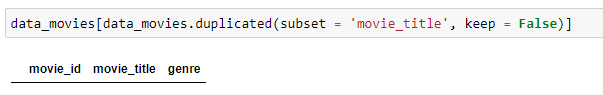 data_movies[data_movies.duplicated(subset = 'movie_title', keep = False)]
movie_id movie_title genre